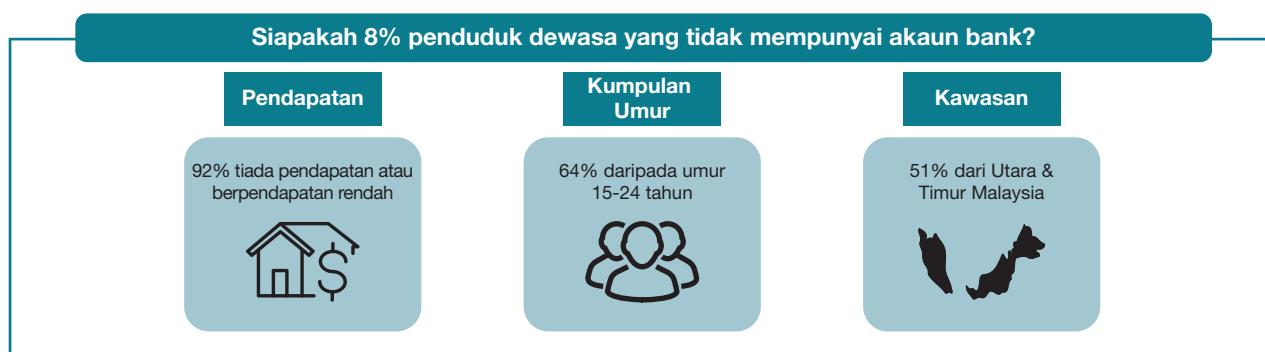 Siapakah 8% penduduk dewasa yang tidak mempunyai akaun bank?
Pendapatan
92% tiada pendapatan atau
berpendapatan rendah
$
Kumpulan
Umur
64% daripada umur
15-24 tahun
Kawasan
51% dari Utara &
Timur Malaysia